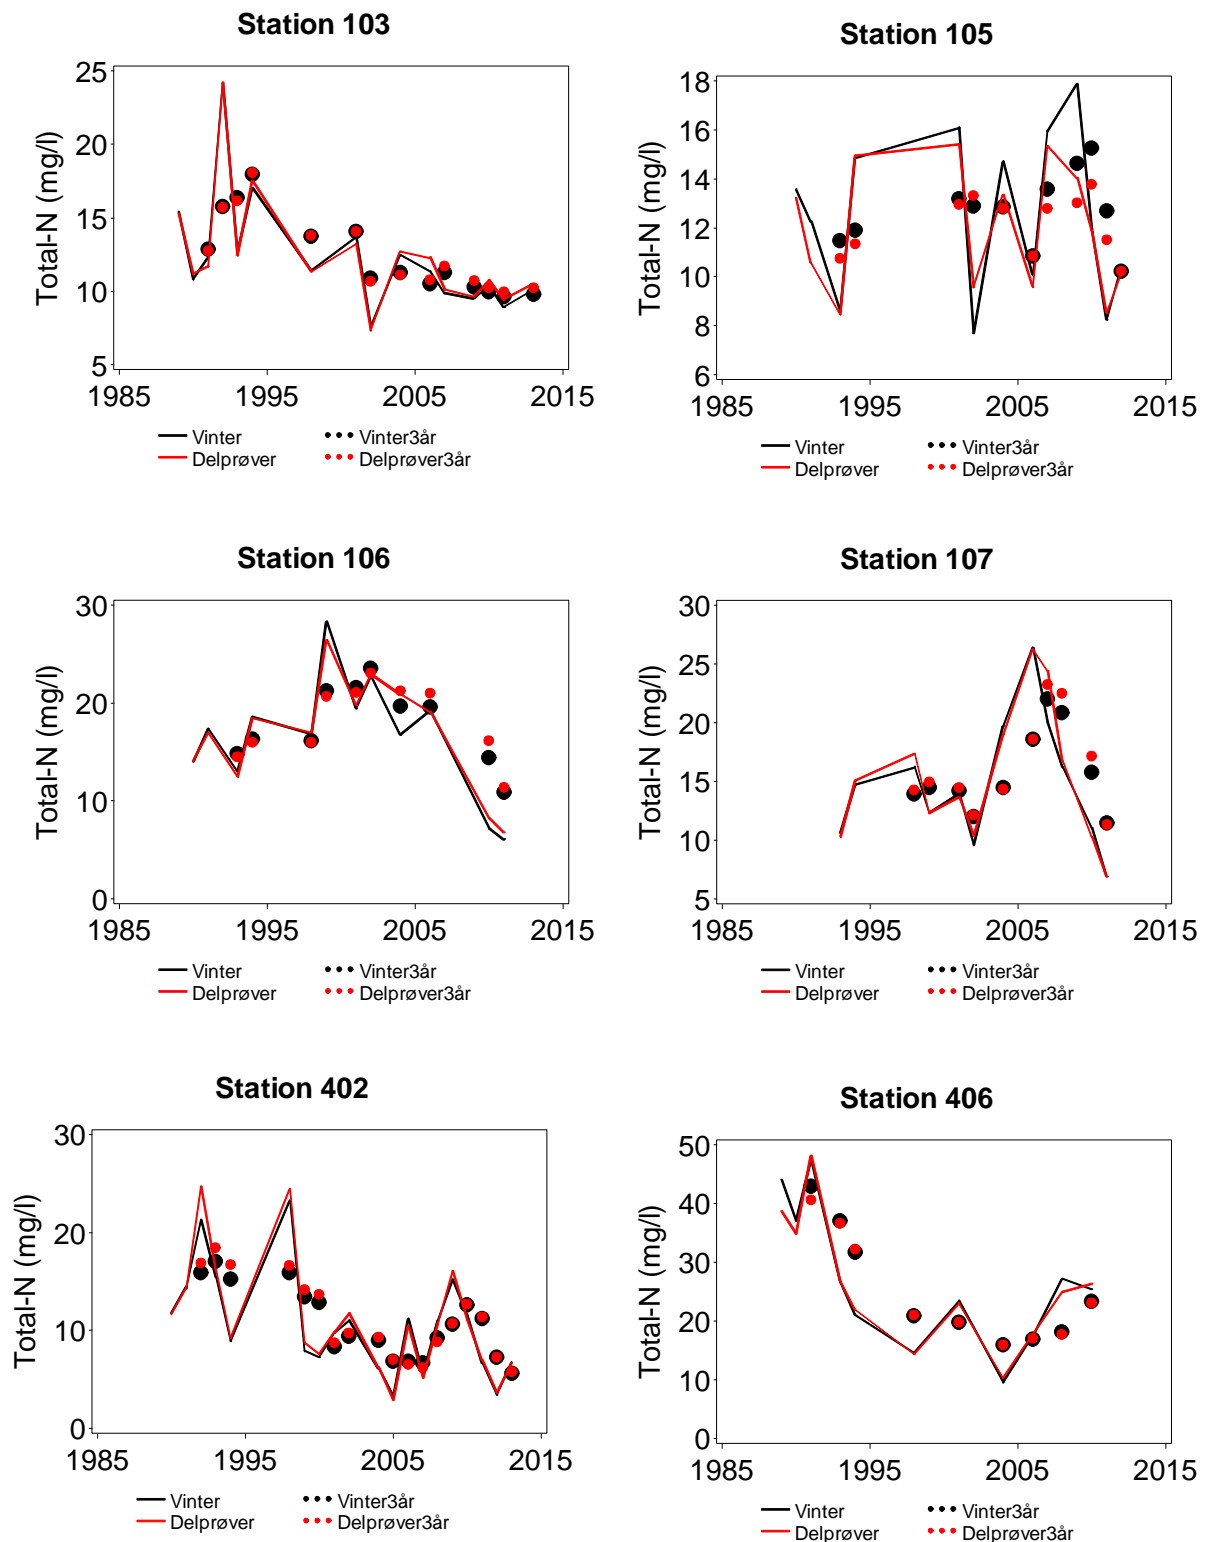 Station 103
Total-N (mg/l)
25
20
15
10
5
1985 1995 2005 2015
Vinter Vinter3år
Delprøver Delprøver3år
Station 105
Total-N (mg/l)
18
16
14
12
10
8
6
1985 1995 2005 2015
Vinter Vinter3år
Delprøver Delprøver3år
Station 106
Total-N (mg/l)
30
20
10
0
1985 1995 2005 2015
Vinter Vinter3år
Delprøver Delprøver3år
Station 107
Total-N (mg/l)
30
25
20
15
10
5
1985 1995 2005 2015
Vinter Vinter3år
Delprøver Delprøver3år
Station 402
Total-N (mg/l)
30
20
10
0
1985 1995 2005 2015
Vinter Vinter3år
Delprøver Delprøver3år
Station 406
Total-N (mg/l)
50
40
30
20
10
0
1985 1995 2005 2015
Vinter Vinter3år
Delprøver Delprøver3år